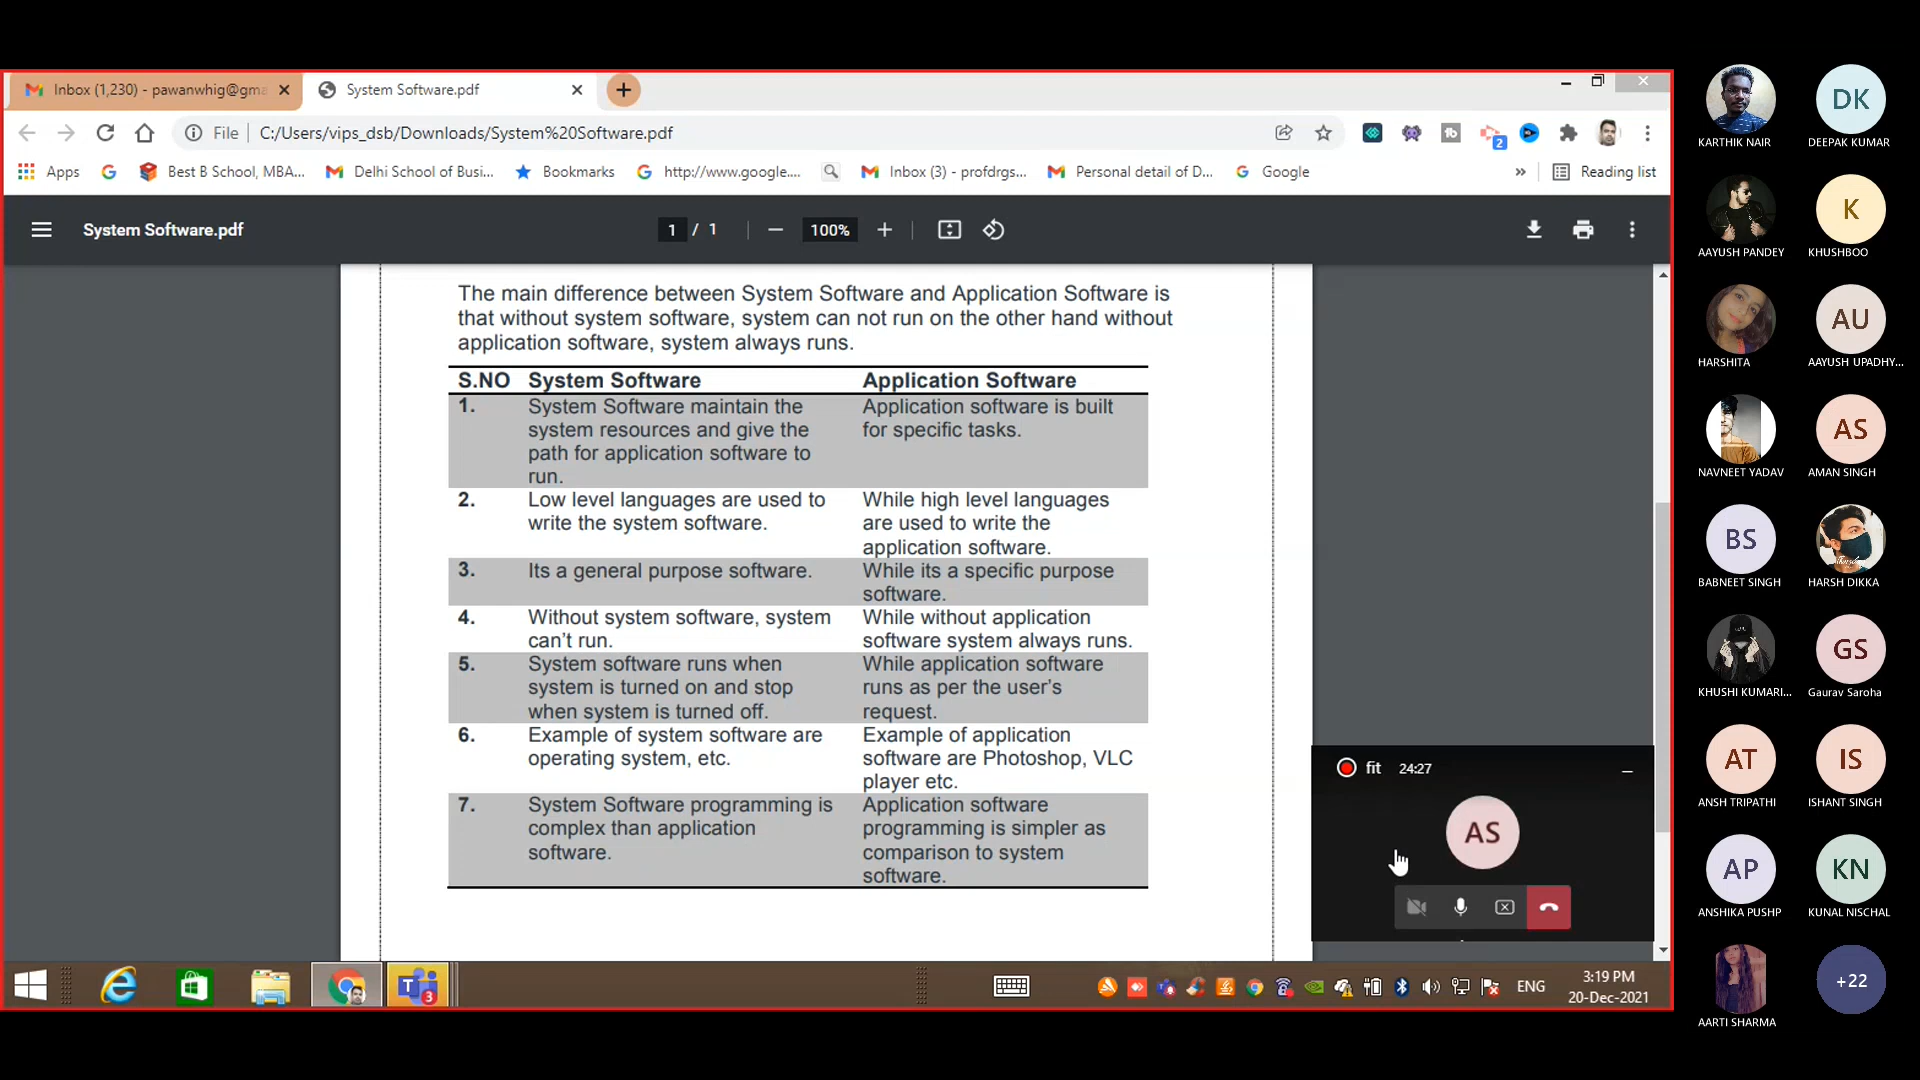 Inbox (1,230) - pawanwhig@gma
System Software.pdf
File C:/Users/vips_dsb/Downloads/System%20Software.pdf
2
Apps
Best B School, MBA...
Delhi School of Busi...
Bookmarks
http://www.google....
Inbox (3) - profdrgs...
Personal detail of D...
Google
»
Reading list
System Software.pdf
1 / 1
100%
The main difference between System Software and Application Software is
that without system software, system can not run on the other hand without
application software, system always runs.
S.NO System Software Application Software
1. System Software maintain the Application software is built
system resources and give the for specific tasks.
path for application software to
run.
2. Low level languages are used to While high level languages
write the system software. are used to write the
application software.
3. Its a general purpose software. While its a specific purpose
software.
4. Without system software, system While without application
can't run. software system always runs.
5. System software runs when While application software
system is turned on and stop runs as per the user's
when system is turned off. request.
6. Example of system software are Example of application
operating system, etc. software are Photoshop, VLC
player etc.
7. System Software programming is Application software
complex than application programming is simpler as
software. comparison to system
software.
fit 24:27
AS
3
ENG
3:19 PM
20-Dec-2021
KARTHIK NAIR
DK
DEEPAK KUMAR
AAYUSH PANDEY
K
KHUSHBOO
HARSHITA
AU
AAYUSH UPADHY...
NAVNEET YADAV
AS
AMAN SINGH
BS
BABNEET SINGH
HARSH DIKKA
KHUSHI KUMARI...
GS
Gaurav Saroha
AT
ANSH TRIPATHI
IS
ISHANT SINGH
AP
ANSHIKA PUSHP
KN
KUNAL NISCHAL
AARTI SHARMA
+22